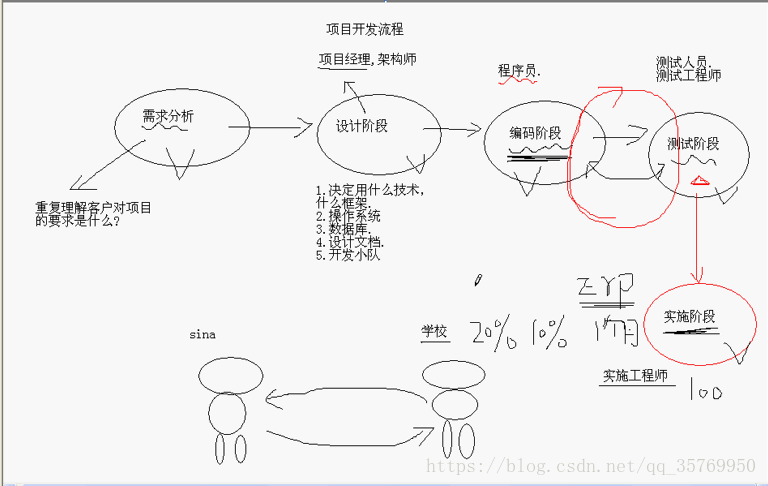 项目开发流程
项目经理,架构师
程序员.
测试人员.
测试工程师
需求分析
设计阶段
编码阶段
测试阶段
重复理解客户对项目
的要求是什么?
1.决定用什么技术,
什么框架.
2.操作系统
3.数据库.
4.设计文档.
5.开发小队
实施阶段
sina
学校
20% 10% 1个月
实施工程师
100
https://blog.csdn.net/qq_35769950